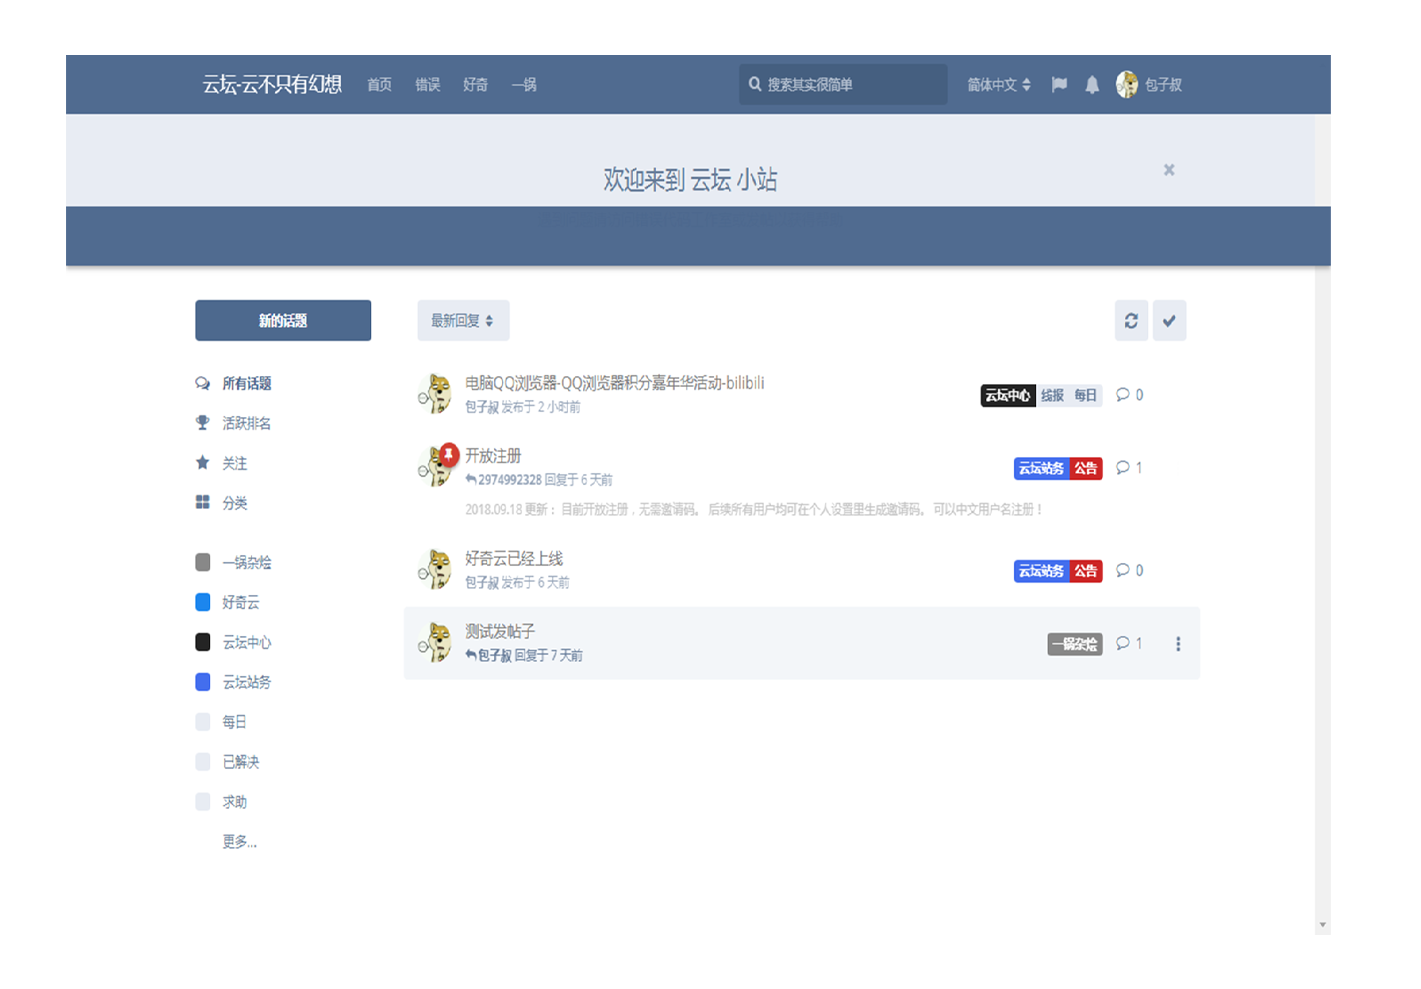 云坛-云不只有幻想 首页 错误 好奇 一锅 搜索其实很简单 简体中文 包子叔
欢迎来到 云坛 小站
新的话题 最新回复
所有话题
活跃排名
关注
分类
一锅杂烩
好奇云
云坛中心
云坛站务
每日
已解决
求助
更多...
电脑QQ浏览器-QQ浏览器积分嘉年华活动-bilibili
包子叔 发布于 2 小时前
云坛中心 线报 每日 0
开放注册
2974992328 回复于 6 天前
云坛站务 公告 1
2018.09.18 更新： 目前开放注册，无需邀请码。 后续所有用户均可在个人设置里生成邀请码。 可以中文用户名注册！
好奇云已经上线
包子叔 发布于 6 天前
云坛站务 公告 0
测试发帖子
包子叔 回复于 7 天前
一锅杂烩 1